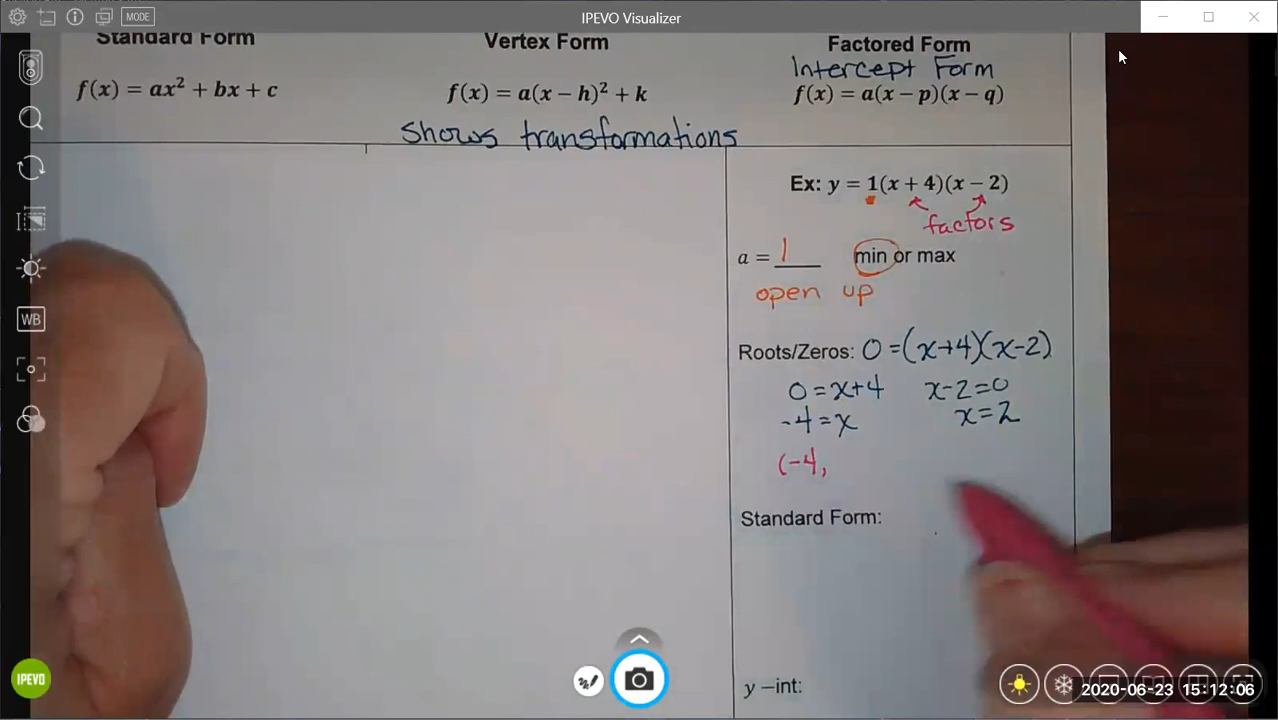 MODE
IPEVO Visualizer
Standard Form
Vertex Form
Factored Form
Intercept Form
f(x) = ax² + bx + c
f(x) = a(x − h)² + k
f(x) = a(x − p)(x − q)
shows transformations
Ex: y = 1(x + 4)(x − 2)
factors
a = 1 min or max
open up
Roots/Zeros: 0 = (x+4)(x-2)
0 = x+4 x-2=0
-4 = x x=2
(-4,
Standard Form:
y −int:
WB
IPEVO
2020-06-23 15:12:06